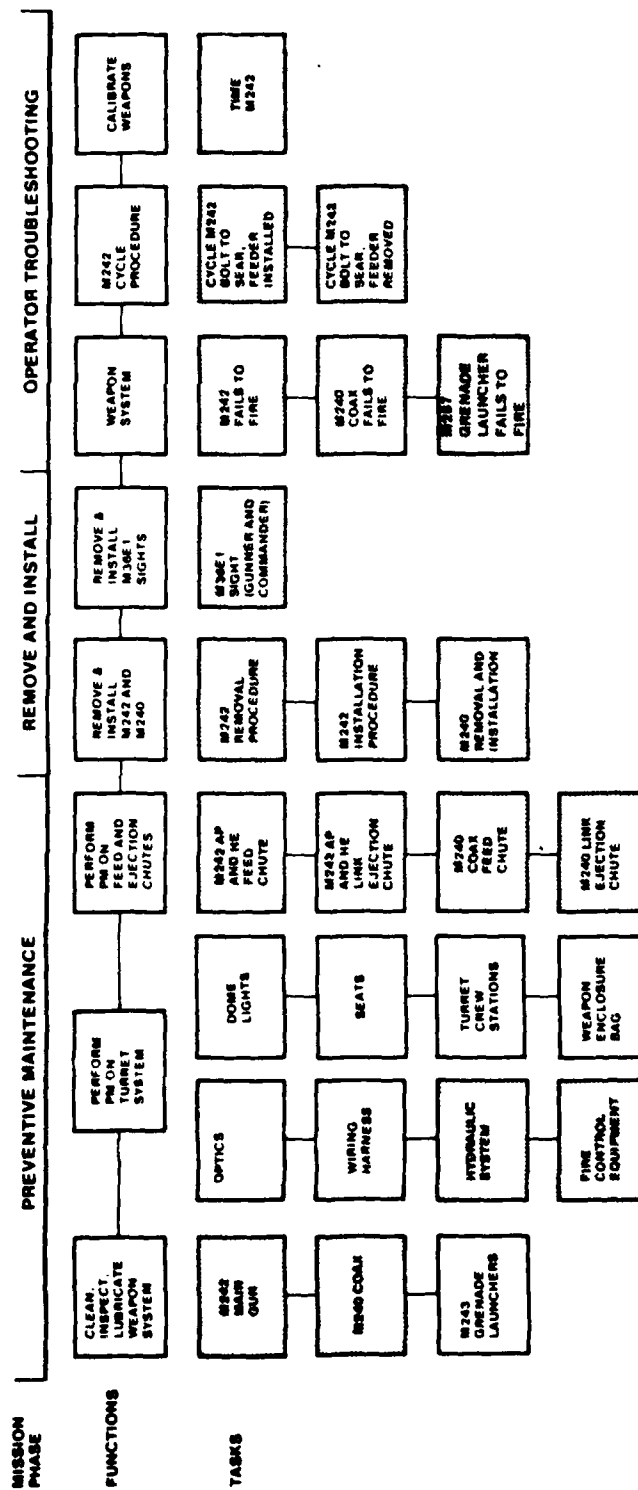 MISSION
PHASE
PREVENTIVE MAINTENANCE
REMOVE AND INSTALL
OPERATOR TROUBLESHOOTING
FUNCTIONS
CLEAN,
INSPECT,
LUBRICATE
WEAPON
SYSTEM
PERFORM
PM ON
TURRET
SYSTEM
PERFORM
PM ON
FEED AND
EJECTION
CHUTES
REMOVE &
INSTALL
M242 AND
M240
REMOVE &
INSTALL
M36E1
SIGHTS
WEAPON
SYSTEM
M242
CYCLE
PROCEDURE
CALIBRATE
WEAPONS
TASKS
M242
MAIN
GUN
M240 COAX
M243
GRENADE
LAUNCHERS
OPTICS
WIRING
HARNESS
HYDRAULIC
SYSTEM
FIRE
CONTROL
EQUIPMENT
DOME
LIGHTS
SEATS
TURRET
CREW
STATIONS
WEAPON
ENCLOSURE
BAG
M242 AP
AND HE
FEED
CHUTE
M242 AP
AND HE
LINK
EJECTION
CHUTE
M240
COAX
FEED
CHUTE
M240 LINK
EJECTION
CHUTE
M242
REMOVAL
PROCEDURE
M242
INSTALLATION
PROCEDURE
M240
REMOVAL AND
INSTALLATION
M36E1
SIGHT
(GUNNER AND
COMMANDER)
M242
FAILS TO
FIRE
M240
COAX
FAILS TO
FIRE
M257
GRENADE
LAUNCHER
FAILS TO
FIRE
CYCLE M242
BOLT TO
SEAR,
FEEDER
INSTALLED
CYCLE M242
BOLT TO
SEAR,
FEEDER
REMOVED
TIME
M242